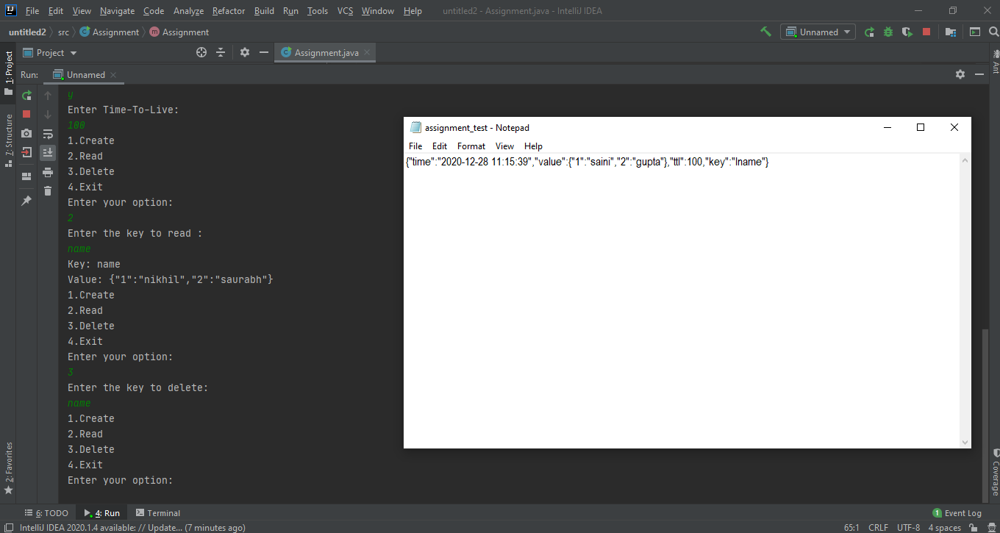 File Edit View Navigate Code Analyze Refactor Build Run Tools VCS Window Help untitled2 - Assignment.java - IntelliJ IDEA
untitled2 src Assignment Assignment Unnamed
Project Assignment.java
Run: Unnamed
1: Project
7: Structure
2: Favorites
y
Enter Time-To-Live:
100
1.Create
2.Read
3.Delete
4.Exit
Enter your option:
2
Enter the key to read :
name
Key: name
Value: {"1":"nikhil","2":"saurabh"}
1.Create
2.Read
3.Delete
4.Exit
Enter your option:
3
Enter the key to delete:
name
1.Create
2.Read
3.Delete
4.Exit
Enter your option:
assignment_test - Notepad
File Edit Format View Help
{"time":"2020-12-28 11:15:39","value":{"1":"saini","2":"gupta"},"ttl":100,"key":"lname"}
Ant
Coverage
6: TODO 4: Run Terminal 1 Event Log
IntelliJ IDEA 2020.1.4 available: // Update... (7 minutes ago) 65:1 CRLF UTF-8 4 spaces